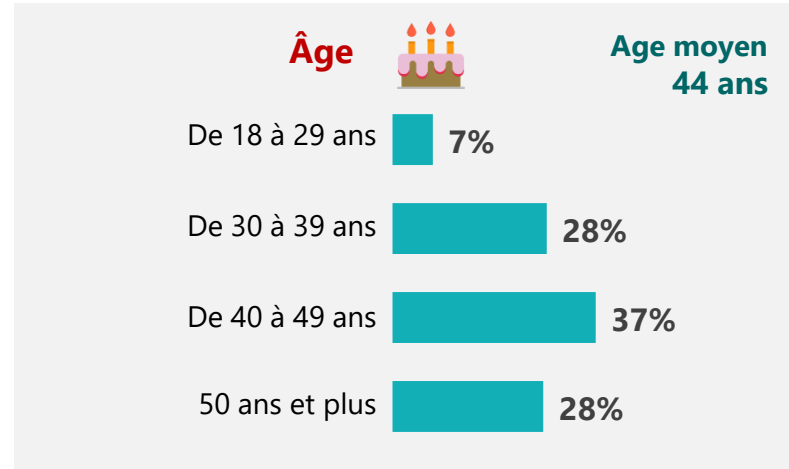 Âge
Age moyen
44 ans
De 18 à 29 ans 7%
De 30 à 39 ans 28%
De 40 à 49 ans 37%
50 ans et plus 28%